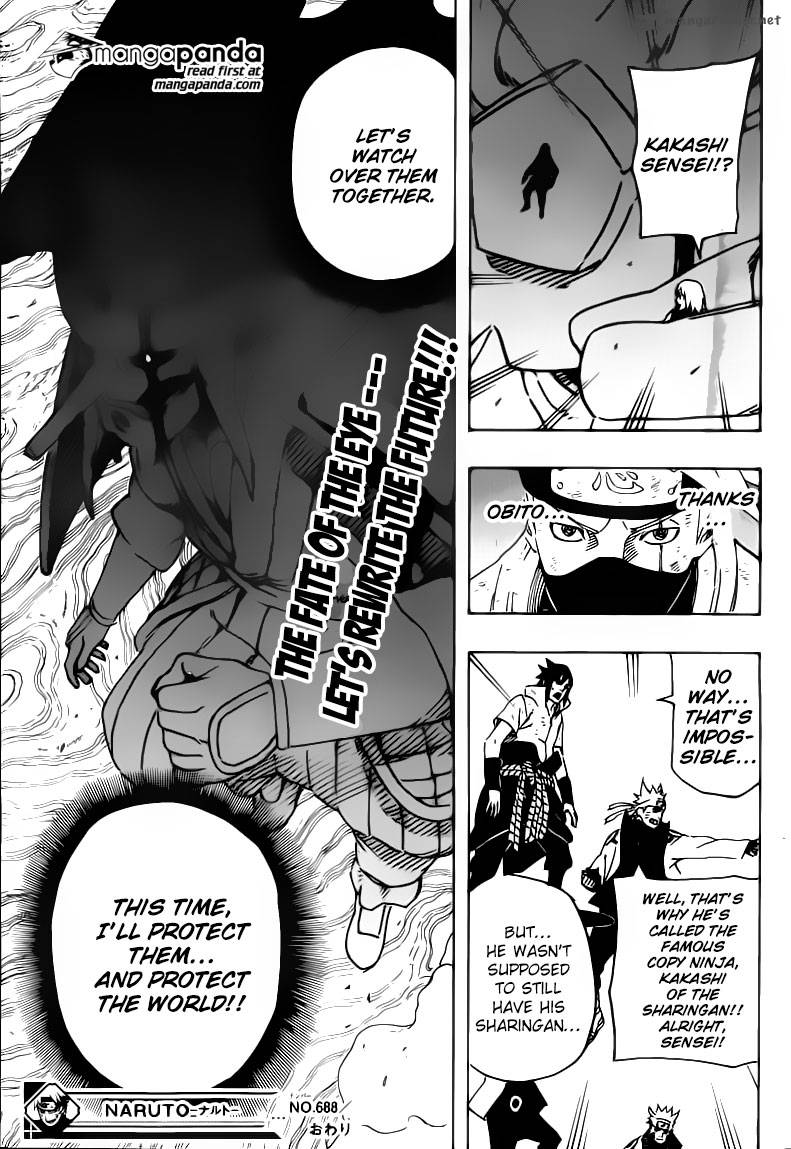 KAKASHI
SENSEI!?
OBITO...
THANKS
...
NO
WAY...
THAT'S
IMPOS-
SIBLE...
BUT...
HE WASN'T
SUPPOSED
TO STILL
HAVE HIS
SHARINGAN...
WELL, THAT'S
WHY HE'S
CALLED THE
FAMOUS
COPY NINJA,
KAKASHI
OF THE
SHARINGAN!!
ALRIGHT,
SENSEI!
mangapanda
read first at
mangapanda.com
LET'S
WATCH
OVER THEM
TOGETHER.
THE FATE OF THE EYE ---
LET'S REWRITE THE FUTURE!!!
THIS TIME,
I'LL PROTECT
THEM...
AND PROTECT
THE WORLD!!
NARUTO–ナルト–
NO.688
... おわり